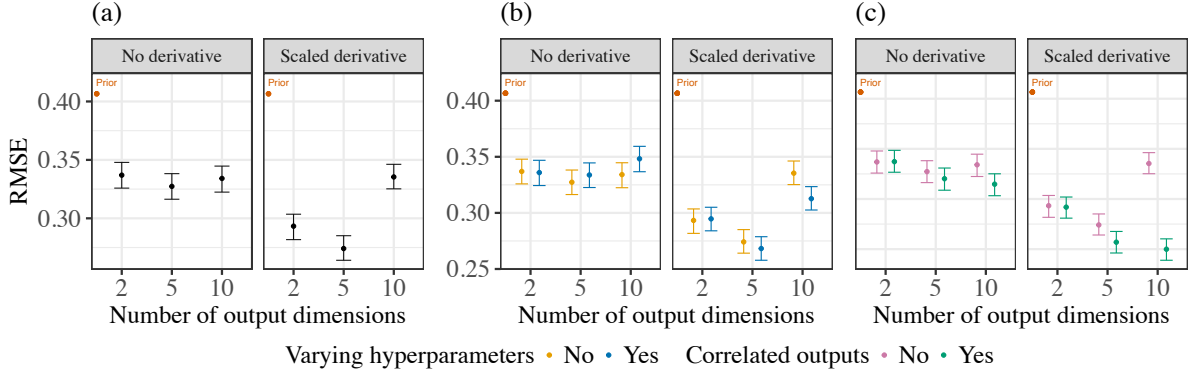 (a) (b) (c)
No derivative Scaled derivative No derivative Scaled derivative No derivative Scaled derivative
Prior Prior Prior Prior Prior Prior
0.40 0.40
0.35 0.35
0.30 0.30
0.25
RMSE
2 5 10 2 5 10 2 5 10 2 5 10 2 5 10 2 5 10
Number of output dimensions Number of output dimensions Number of output dimensions
Varying hyperparameters No Yes Correlated outputs No Yes